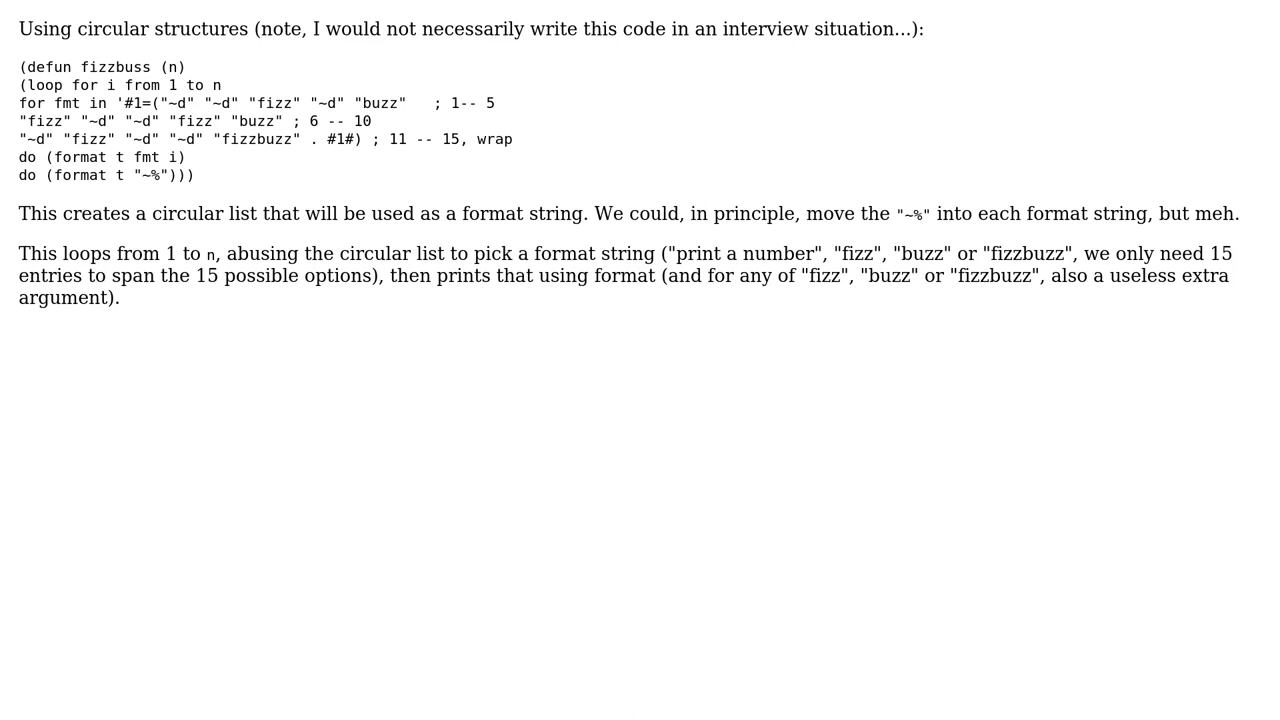 Using circular structures (note, I would not necessarily write this code in an interview situation...):
(defun fizzbuss (n)
(loop for i from 1 to n
for fmt in '#1=("~d" "~d" "fizz" "~d" "buzz"   ; 1-- 5
"fizz" "~d" "~d" "fizz" "buzz" ; 6 -- 10
"~d" "fizz" "~d" "~d" "fizzbuzz" . #1#) ; 11 -- 15, wrap
do (format t fmt i)
do (format t "~%")))
This creates a circular list that will be used as a format string. We could, in principle, move the "~%" into each format string, but meh.
This loops from 1 to n, abusing the circular list to pick a format string ("print a number", "fizz", "buzz" or "fizzbuzz", we only need 15
entries to span the 15 possible options), then prints that using format (and for any of "fizz", "buzz" or "fizzbuzz", also a useless extra
argument).